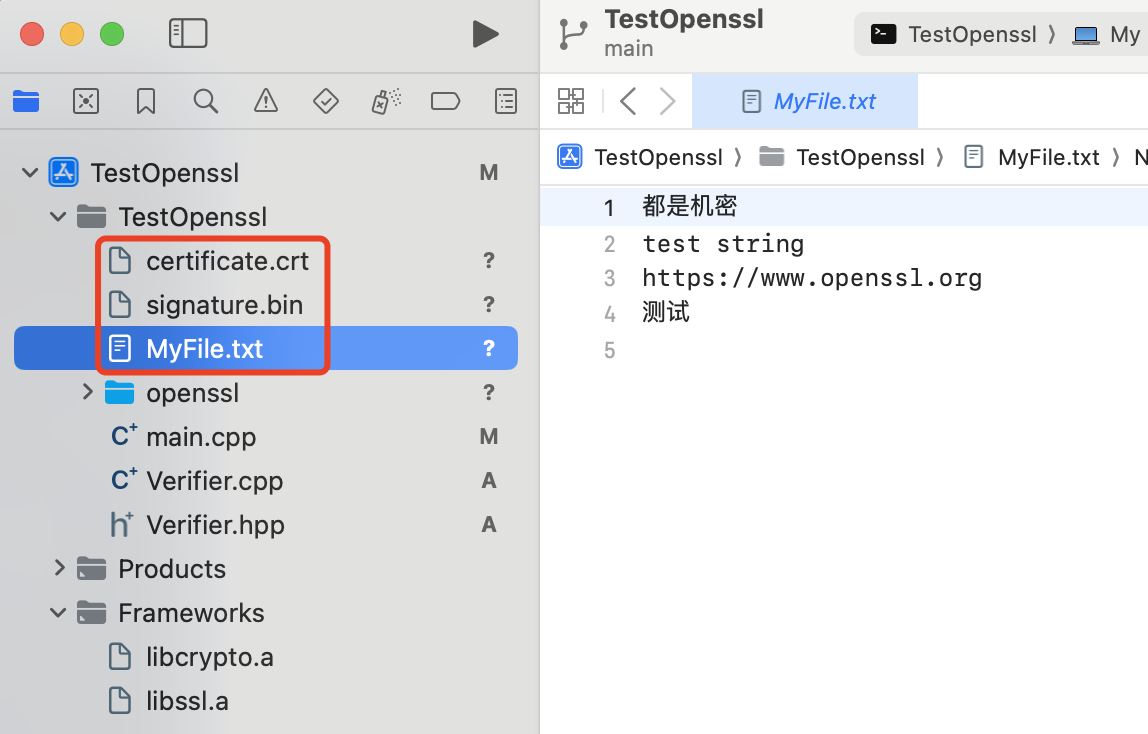 TestOpenssl
main
TestOpenssl 〉 My
MyFile.txt
TestOpenssl 〉 TestOpenssl 〉 MyFile.txt 〉 N
TestOpenssl M
TestOpenssl
certificate.crt ?
signature.bin ?
MyFile.txt ?
openssl ?
C+ main.cpp M
C+ Verifier.cpp A
h+ Verifier.hpp A
Products
Frameworks
libcrypto.a
libssl.a
1 都是机密
2 test string
3 https://www.openssl.org
4 测试
5